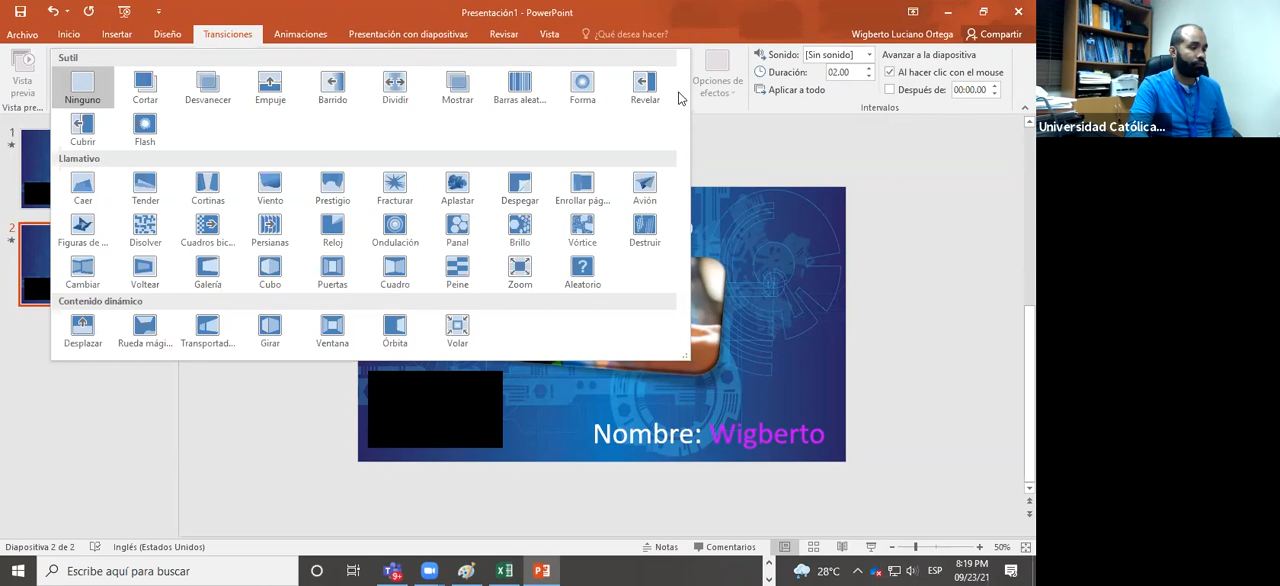 Presentación1 - PowerPoint
Archivo Inicio Insertar Diseño Transiciones Animaciones Presentación con diapositivas Revisar Vista ¿Qué desea hacer? Wigberto Luciano Ortega Compartir
Vista previa
Vista pre...
Sutil
Ninguno Cortar Desvanecer Empuje Barrido Dividir Mostrar Barras aleat... Forma Revelar
Cubrir Flash
Llamativo
Caer Tender Cortinas Viento Prestigio Fracturar Aplastar Despegar Enrollar pág... Avión
Figuras de ... Disolver Cuadros bic... Persianas Reloj Ondulación Panal Brillo Vórtice Destruir
Cambiar Voltear Galería Cubo Puertas Cuadro Peine Zoom Aleatorio
Contenido dinámico
Desplazar Rueda mági... Transportad... Girar Ventana Órbita Volar
Opciones de efectos
Sonido: [Sin sonido] Avanzar a la diapositiva
Duración: 02.00 Al hacer clic con el mouse
Aplicar a todo Después de: 00:00.00
Intervalos
1
2
Nombre: Wigberto
Universidad Católica...
Diapositiva 2 de 2 Inglés (Estados Unidos) Notas Comentarios 50%
Escribe aquí para buscar 9+ 28°C ESP 8:19 PM
09/23/21